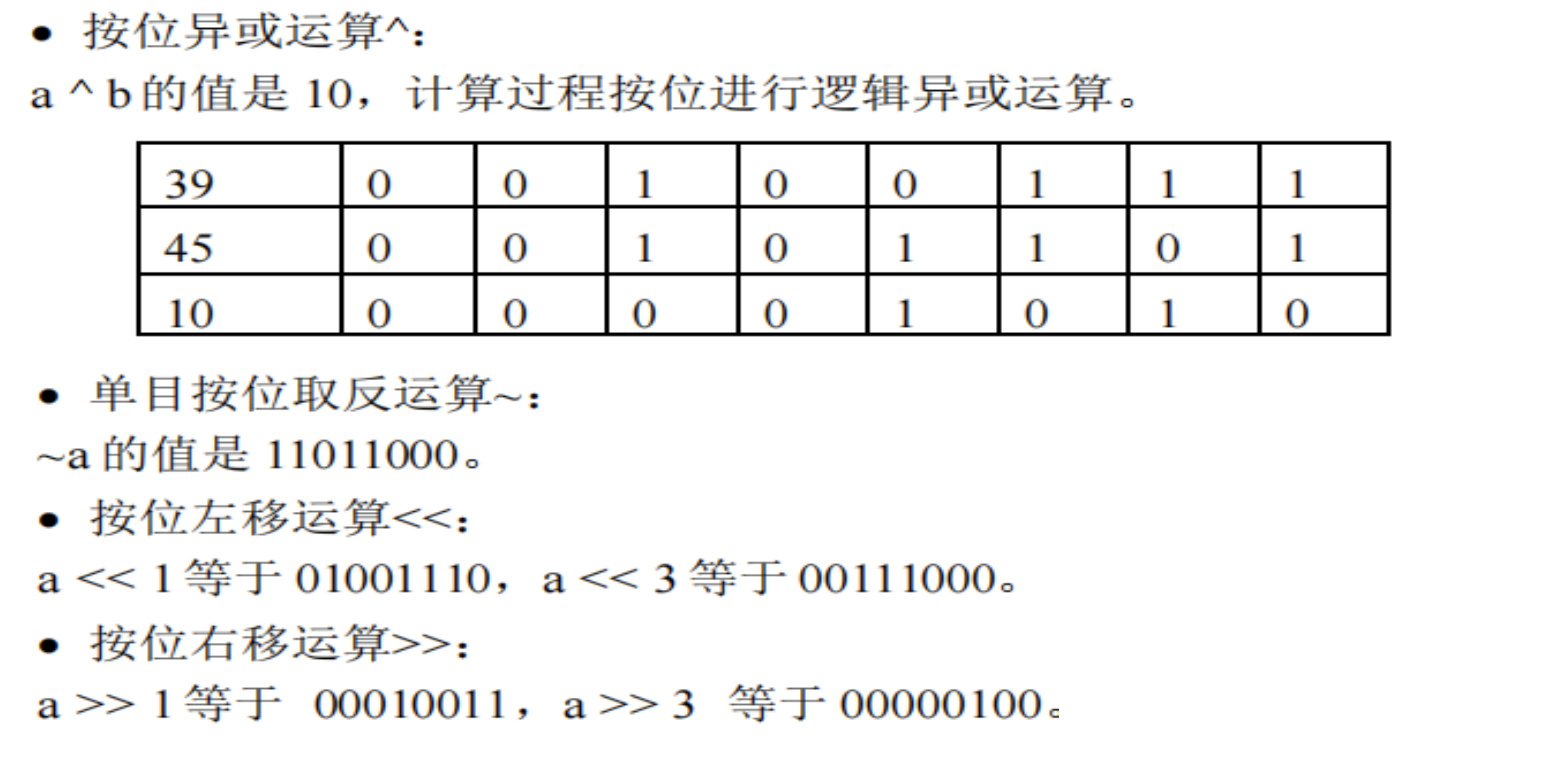 • 按位异或运算^：
a ^ b的值是 10，计算过程按位进行逻辑异或运算。
39 0 0 1 0 0 1 1 1
45 0 0 1 0 1 1 0 1
10 0 0 0 0 1 0 1 0
• 单目按位取反运算~：
~a 的值是 11011000。
• 按位左移运算<<：
a << 1 等于 01001110，a << 3 等于 00111000。
• 按位右移运算>>：
a >> 1 等于 00010011，a >> 3 等于 00000100。